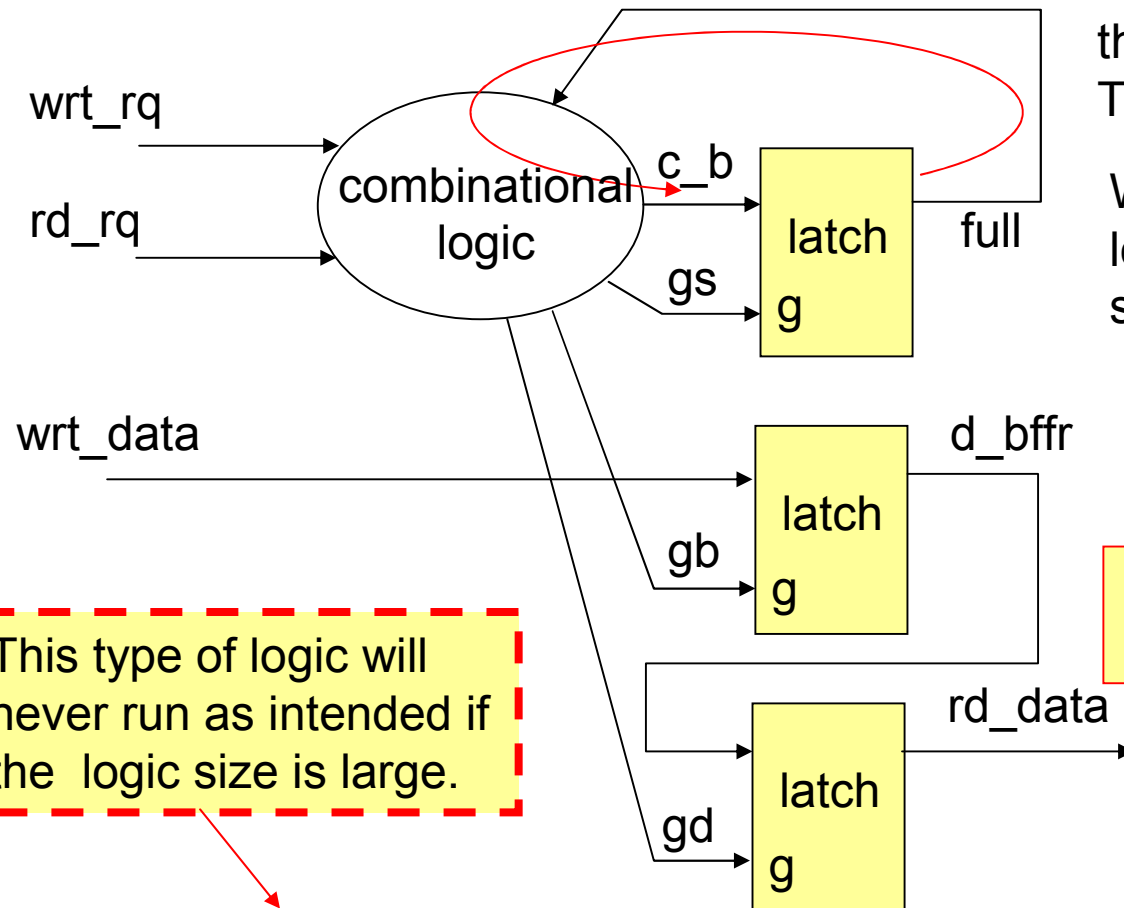 wrt_rq
rd_rq
combinational
logic
c_b
gs
latch
g
full
wrt_data
d_bffr
latch
gb
g
This type of logic will
never run as intended if
the logic size is large.
rd_data
latch
gd
g